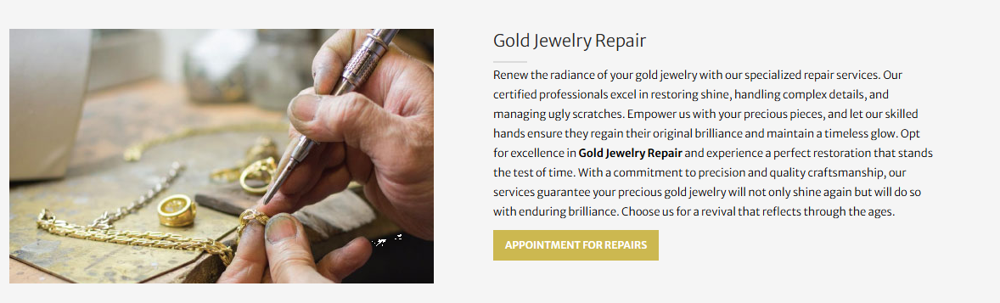 Gold Jewelry Repair
Renew the radiance of your gold jewelry with our specialized repair services. Our
certified professionals excel in restoring shine, handling complex details, and
managing ugly scratches. Empower us with your precious pieces, and let our skilled
hands ensure they regain their original brilliance and maintain a timeless glow. Opt
for excellence in Gold Jewelry Repair and experience a perfect restoration that stands
the test of time. With a commitment to precision and quality craftsmanship, our
services guarantee your precious gold jewelry will not only shine again but will do so
with enduring brilliance. Choose us for a revival that reflects through the ages.
APPOINTMENT FOR REPAIRS